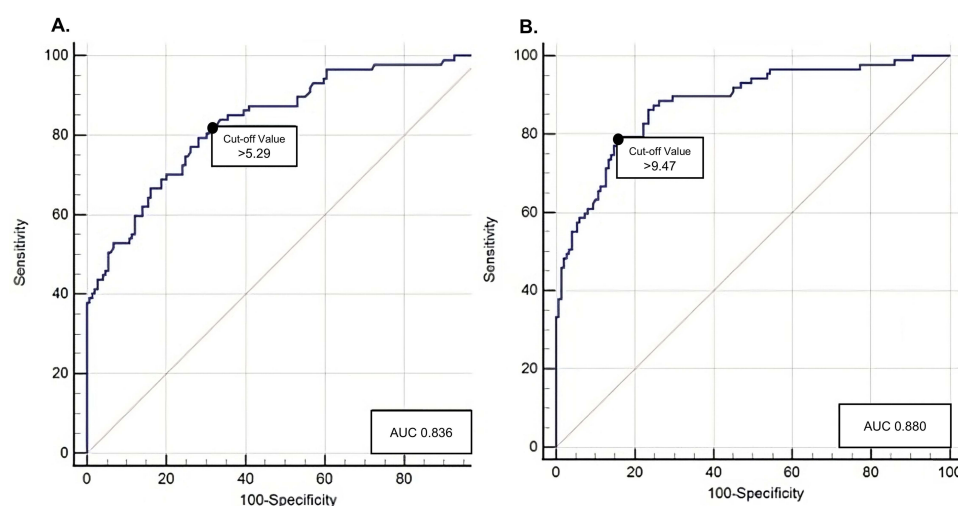 A.
100
80
60
40
20
0
Sensitivity
Cut-off Value
>5.29
AUC 0.836
0 20 40 60 80
100-Specificity
B.
100
80
60
40
20
0
Sensitivity
Cut-off Value
>9.47
AUC 0.880
0 20 40 60 80 100
100-Specificity